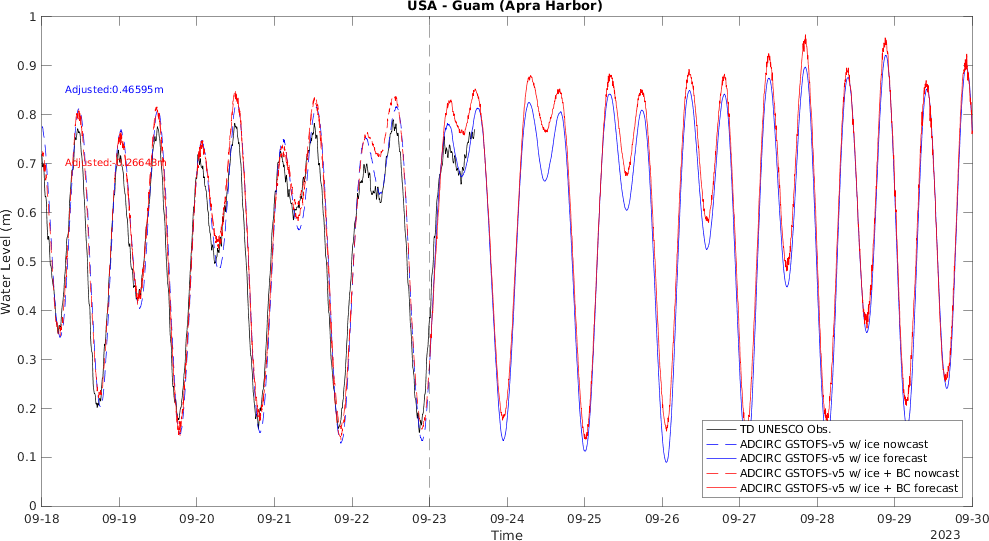 USA - Guam (Apra Harbor)
1
0.9
0.8
0.7
0.6
0.5
0.4
0.3
0.2
0.1
0
Water Level (m)
Adjusted:0.46595m
TD UNESCO Obs.
ADCIRC GSTOFS-v5 w/ ice nowcast
ADCIRC GSTOFS-v5 w/ ice forecast
ADCIRC GSTOFS-v5 w/ ice + BC nowcast
ADCIRC GSTOFS-v5 w/ ice + BC forecast
09-18 09-19 09-20 09-21 09-22 09-23 09-24 09-25 09-26 09-27 09-28 09-29 09-30
Time
2023